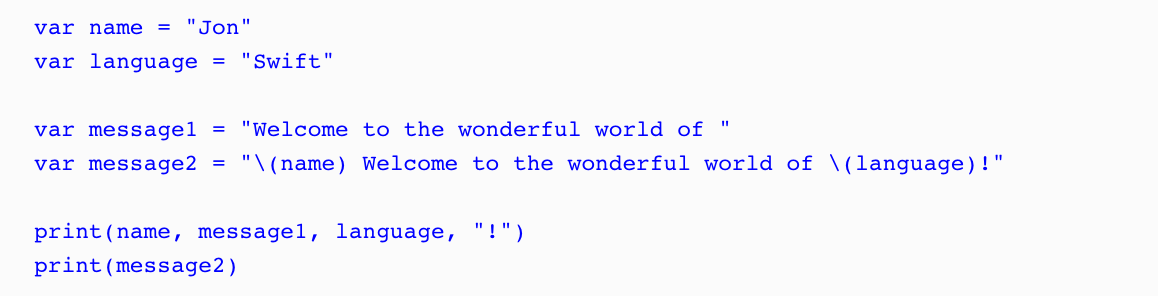 var name = "Jon"
var language = "Swift"
var message1 = "Welcome to the wonderful world of "
var message2 = "\(name) Welcome to the wonderful world of \(language)!"
print(name, message1, language, "!")
print(message2)